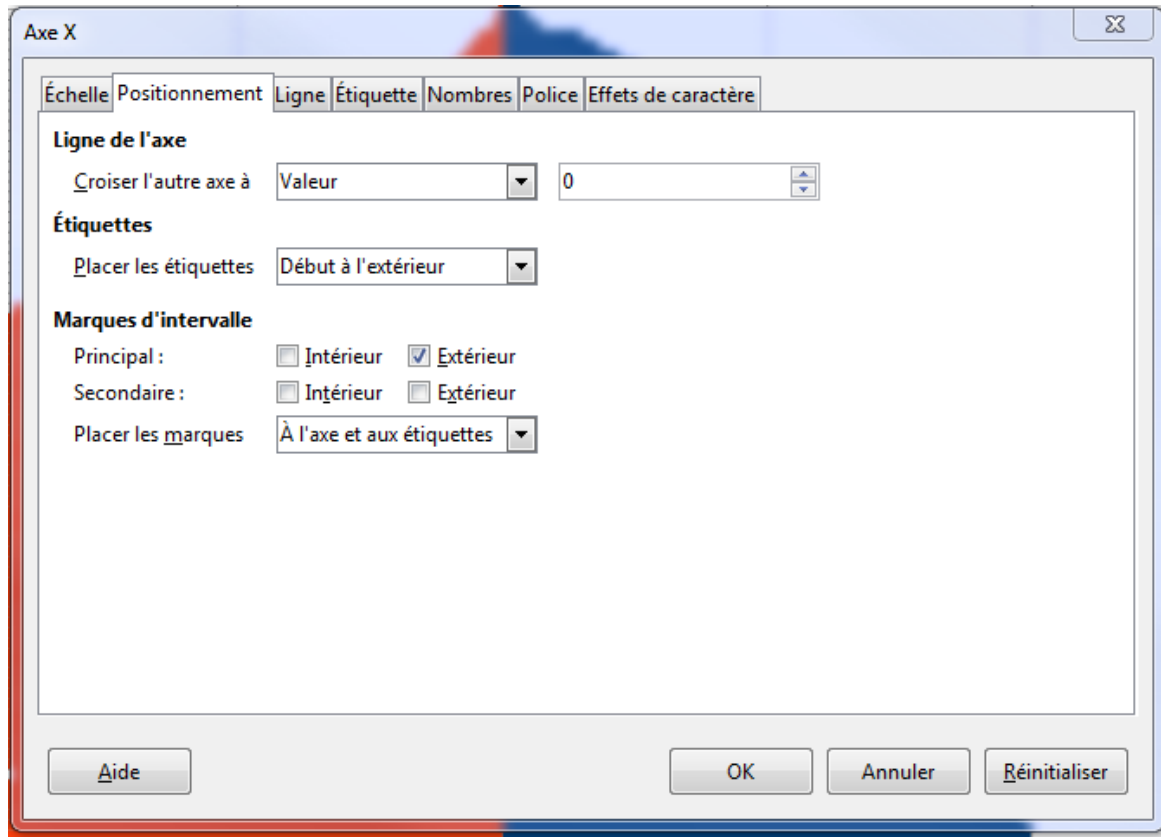 Axe X
Échelle Positionnement Ligne Étiquette Nombres Police Effets de caractère
Ligne de l'axe
Croiser l'autre axe à Valeur 0
Étiquettes
Placer les étiquettes Début à l'extérieur
Marques d'intervalle
Principal : Intérieur Extérieur
Secondaire : Intérieur Extérieur
Placer les marques À l'axe et aux étiquettes
Aide OK Annuler Réinitialiser